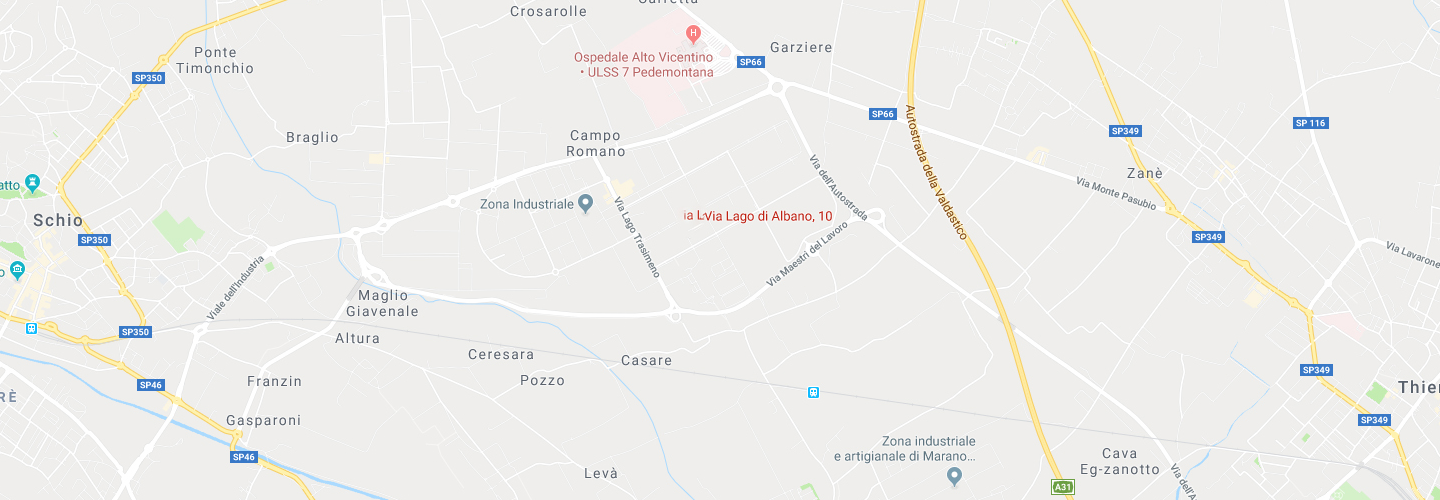 Crosarolle
Ponte
Timonchio
SP350
Ospedale Alto Vicentino
• ULSS 7 Pedemontana
H
SP66
Garziere
SP66
SP349
SP 116
Braglio
Campo
Romano
Autostrada della Valdastico
Via dell'Autostrada
Zanè
Via Monte Pasubio
Schio
SP350
Zona Industriale
Via Lago Trasimeno
Via Lago di Albano, 10
Via Maestri del Lavoro
SP349
Via Lavarone
Viale dell'Industria
Maglio
Giavenale
SP350
Altura
Ceresara
Casare
Pozzo
Franzin
SP46
Gasparoni
SP46
SP349
SP349
Levà
Zona industriale
e artigianale di Marano...
A31
Cava
Eg-zanotto